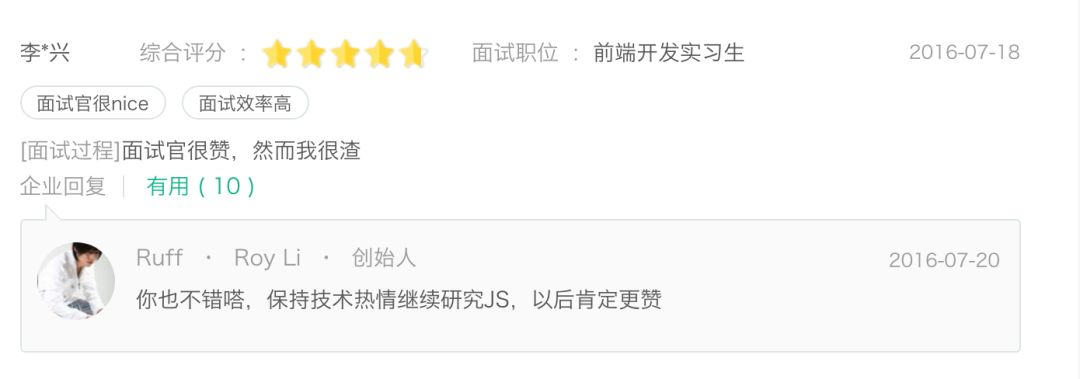 李*兴 综合评分 : 面试职位 : 前端开发实习生 2016-07-18
面试官很nice 面试效率高
[面试过程]面试官很赞，然而我很渣
企业回复 有用 ( 10 )
Ruff · Roy Li · 创始人 2016-07-20
你也不错嗒，保持技术热情继续研究JS，以后肯定更赞